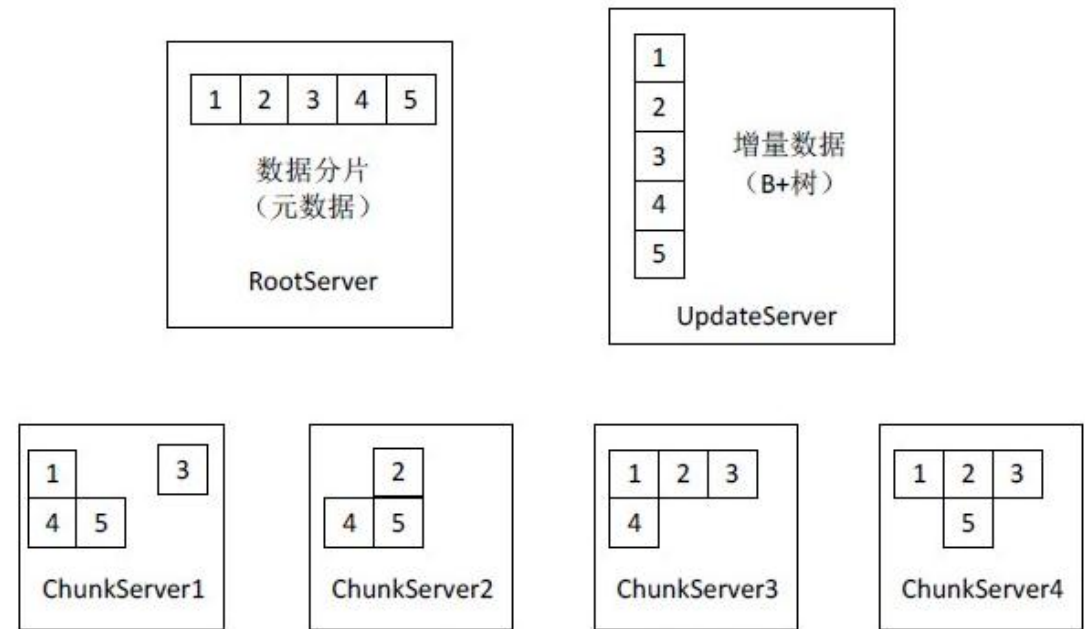 1 2 3 4 5
数据分片
（元数据）
RootServer
1
2
3
4
5
增量数据
（B+树）
UpdateServer
1 3
4 5
ChunkServer1
2
4 5
ChunkServer2
1 2 3
4
ChunkServer3
1 2 3
5
ChunkServer4